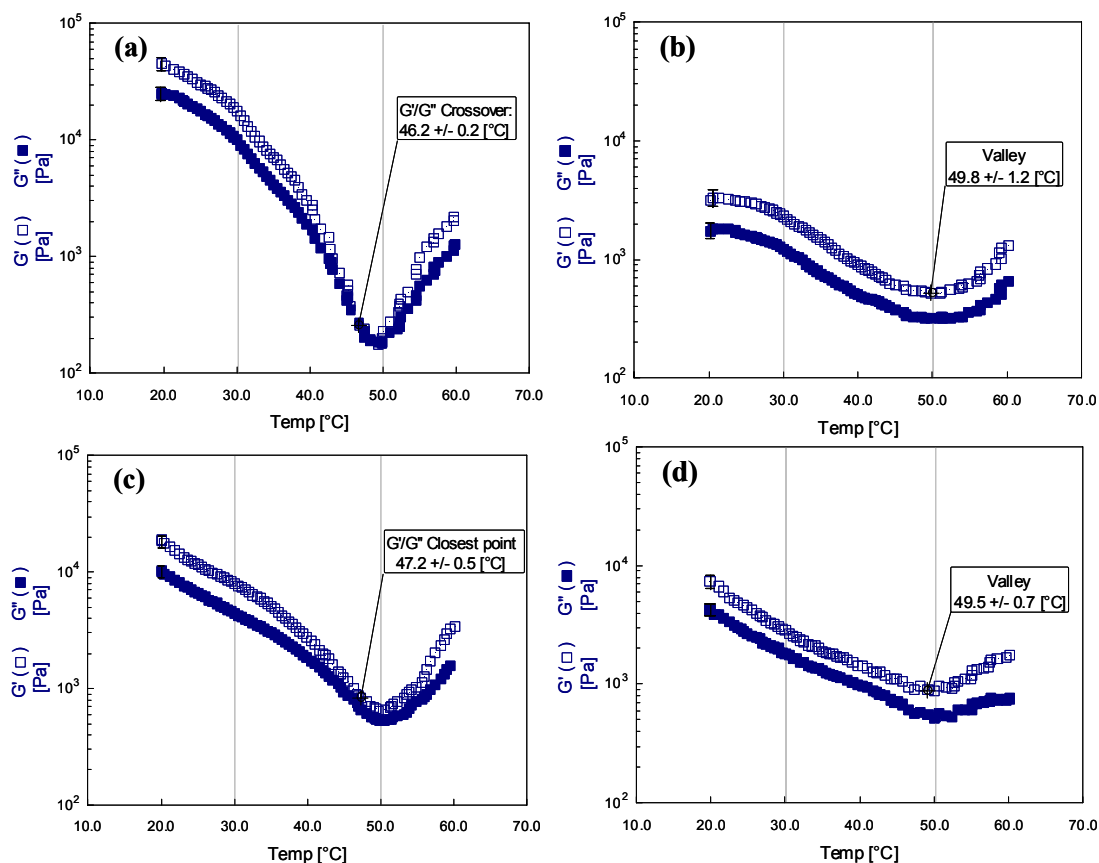 (a)
10⁵
10⁴
10³
10²
G'/G" Crossover:
46.2 +/- 0.2 [°C]
G' (□) G" (■)
[Pa] [Pa]
10.0 20.0 30.0 40.0 50.0 60.0 70.0
Temp [°C]
(b)
10⁵
10⁴
10³
10²
Valley
49.8 +/- 1.2 [°C]
G' (□) G" (■)
[Pa] [Pa]
10.0 20.0 30.0 40.0 50.0 60.0 70.0
Temp [°C]
(c)
10⁵
10⁴
10³
10²
G'/G" Closest point
47.2 +/- 0.5 [°C]
G' (□) G" (■)
[Pa] [Pa]
10.0 20.0 30.0 40.0 50.0 60.0 70.0
Temp [°C]
(d)
10⁵
10⁴
10³
10²
Valley
49.5 +/- 0.7 [°C]
G' (□) G" (■)
[Pa] [Pa]
10.0 20.0 30.0 40.0 50.0 60.0 70.0
Temp [°C]